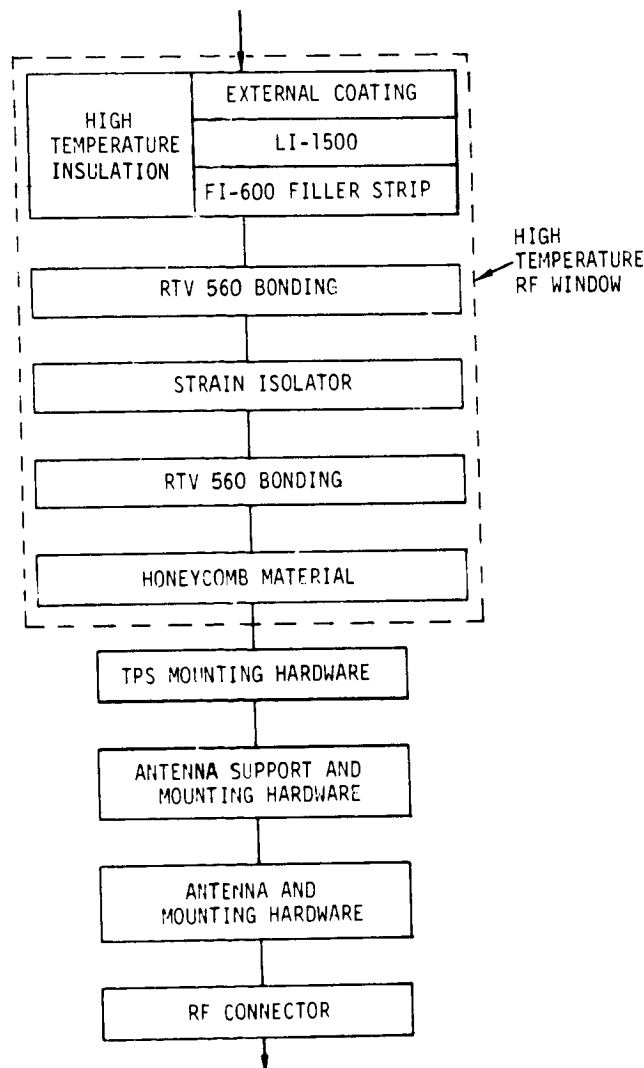 EXTERNAL COATING
HIGH
TEMPERATURE
INSULATION
LI-1500
FI-600 FILLER STRIP
HIGH
TEMPERATURE
RF WINDOW
RTV 560 BONDING
STRAIN ISOLATOR
RTV 560 BONDING
HONEYCOMB MATERIAL
TPS MOUNTING HARDWARE
ANTENNA SUPPORT AND
MOUNTING HARDWARE
ANTENNA AND
MOUNTING HARDWARE
RF CONNECTOR